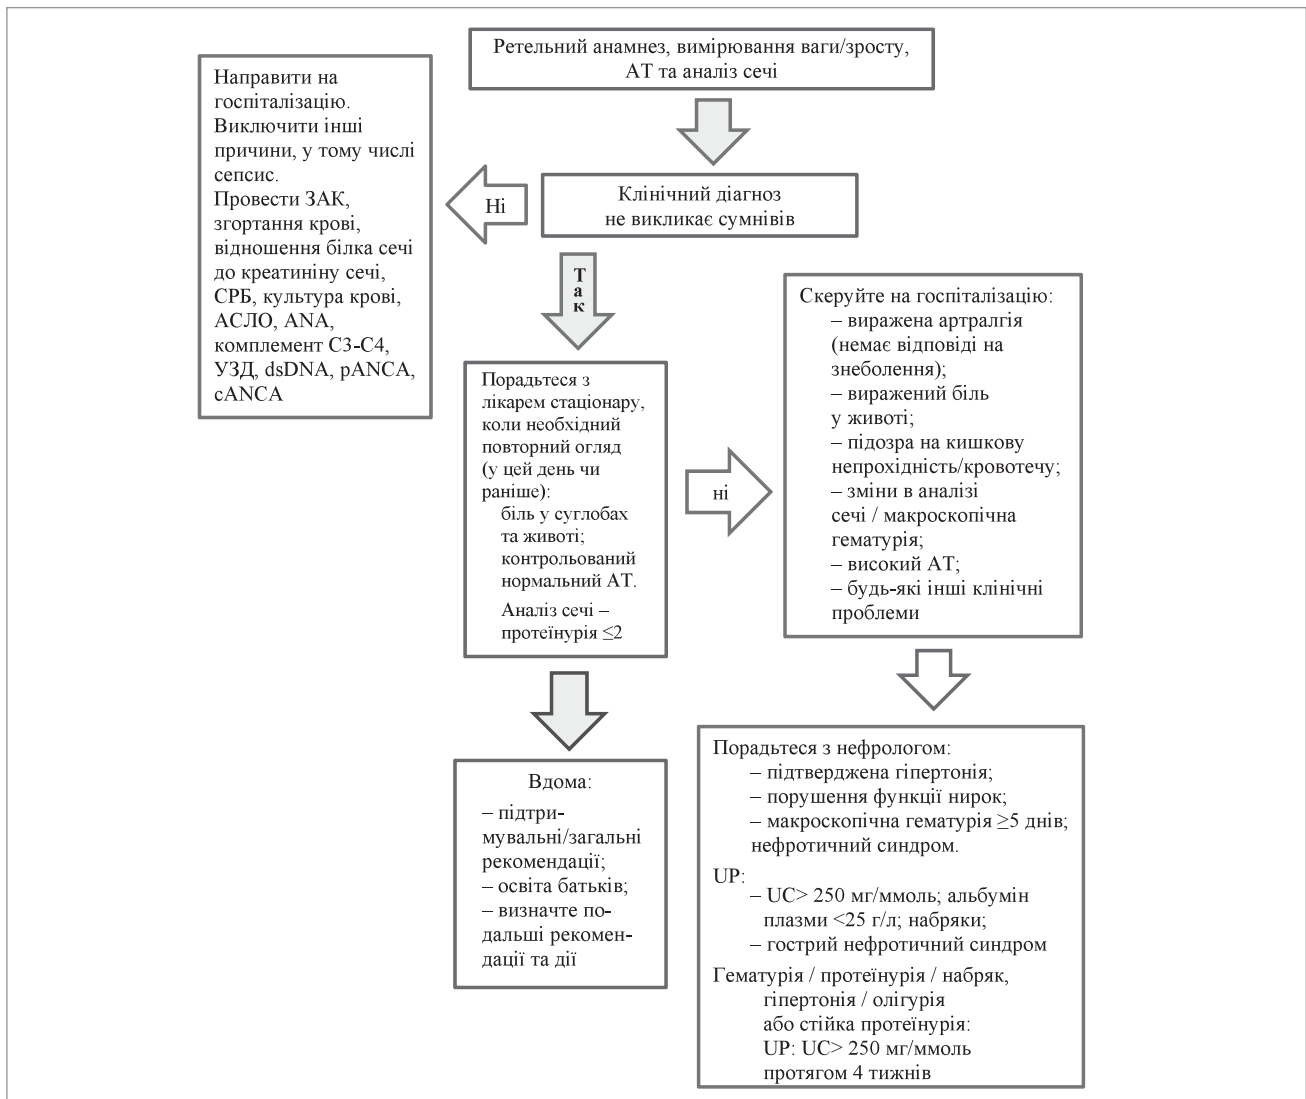 Ретельний анамнез, вимірювання ваги/зросту,
АТ та аналіз сечі
Направити на
госпіталізацію.
Виключити інші
причини, у тому числі
сепсис.
Провести ЗАК,
згортання крові,
відношення білка сечі
до креатиніну сечі,
СРБ, культура крові,
АСЛО, ANA,
комплемент С3-С4,
УЗД, dsDNA, pANCA,
cANCA
Ні
Клінічний діагноз
не викликає сумнівів
Так
Порадьтеся з
лікарем стаціонару,
коли необхідний
повторний огляд
(у цей день чи
раніше):
біль у суглобах
та животі;
контрольований
нормальний АТ.
Аналіз сечі –
протеїнурія ≤2
ні
Скеруйте на госпіталізацію:
– виражена артралгія
(немає відповіді на
знеболення);
– виражений біль
у животі;
– підозра на кишкову
непрохідність/кровотечу;
– зміни в аналізі
сечі / макроскопічна
гематурія;
– високий АТ;
– будь-які інші клінічні
проблеми
Вдома:
– підтри-
мувальні/загальні
рекомендації;
– освіта батьків;
– визначте по-
дальші рекомен-
дації та дії
Порадьтеся з нефрологом:
– підтверджена гіпертонія;
– порушення функції нирок;
– макроскопічна гематурія ≥5 днів;
нефротичний синдром.
UP:
– UC> 250 мг/ммоль; альбумін
плазми <25 г/л; набряки;
– гострий нефротичний синдром
Гематурія / протеїнурія / набряк,
гіпертонія / олігурія
або стійка протеїнурія:
UP: UC> 250 мг/ммоль
протягом 4 тижнів